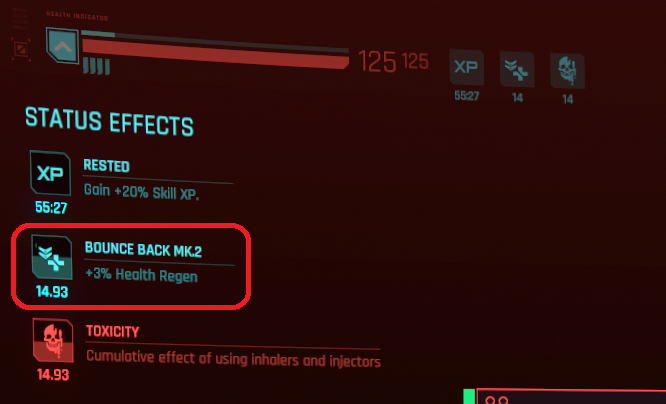 HEALTH INDICATOR
125 125
XP
55:27 14 14
STATUS EFFECTS
XP
RESTED
Gain +20% Skill XP.
55:27
BOUNCE BACK MK.2
+3% Health Regen
14.93
TOXICITY
Cumulative effect of using inhalers and injectors
14.93